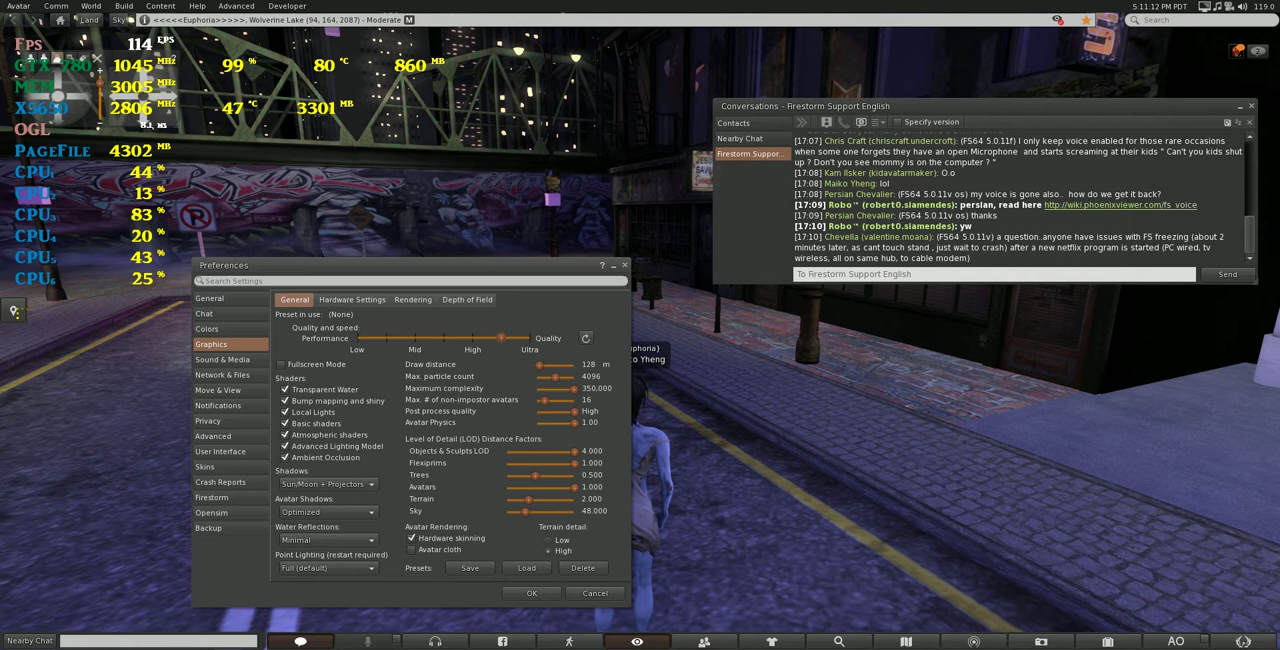 Avatar Comm World Build Content Help Advanced Developer 5:11:12 PM PDT 119.0
Land Sky <<<<<Euphoria>>>>>, Wolverine Lake (94, 164, 2087) - Moderate M Search
FPS 114 FPS
GTX 780 1045 MHz 99 % 80 °C 860 MB
MEM 3005 MHz
X5650 2806 MHz 47 °C 3301 MB
OGL 8.1
PAGEFILE 4302 MB
CPU1 44 %
CPU2 13 %
CPU3 83 %
CPU4 20 %
CPU5 43 %
CPU6 25 %
Conversations - Firestorm Support English
Contacts
Nearby Chat
Firestorm Suppor...
Specify version
[17:07] Chris Craft (chriscraft.undercroft): (FS64 5.0.11f) I only keep voice enabled for those rare occasions
when some one forgets they have an open Microphone and starts screaming at their kids " Can't you kids shut
up ? Don't you see mommy is on the computer ? "
[17:08] Kam Ilsker (kidavatarmaker): O.o
[17:08] Maiko Yheng: lol
[17:08] Persian Chevalier: (FS64 5.0.11v os) my voice is gone also.. how do we get it back?
[17:09] Robo™ (robert0.slamendes): persian, read here http://wiki.phoenixviewer.com/fs_voice
[17:09] Persian Chevalier: (FS64 5.0.11v os) thanks
[17:10] Robo™ (robert0.slamendes): yw
[17:10] Chevella (valentine.moana): (FS64 5.0.11v) a question..anyone have issues with FS freezing (about 2
minutes later, as cant touch stand , just wait to crash) after a new netflix program is started (PC wired, tv
wireless, all on same hub, to cable modem)
To Firestorm Support English Send
Preferences
Search Settings
General
Chat
Colors
Graphics
Sound & Media
Network & Files
Move & View
Notifications
Privacy
Advanced
User Interface
Skins
Crash Reports
Firestorm
Opensim
Backup
General Hardware Settings Rendering Depth of Field
Preset in use: (None)
Quality and speed:
Performance Quality
Low Mid High Ultra
Fullscreen Mode
Shaders:
Transparent Water
Bump mapping and shiny
Local Lights
Basic shaders
Atmospheric shaders
Advanced Lighting Model
Ambient Occlusion
Shadows:
Sun/Moon + Projectors
Avatar Shadows:
Optimized
Water Reflections:
Minimal
Point Lighting (restart required)
Full (default)
Draw distance 128 m
Max. particle count 4096
Maximum complexity 350,000
Max. # of non-impostor avatars 16
Post process quality High
Avatar Physics 1.00
Level of Detail (LOD) Distance Factors:
Objects & Sculpts LOD 4.000
Flexiprims 1.000
Trees 0.500
Avatars 1.000
Terrain 2.000
Sky 48.000
Avatar Rendering:
Hardware skinning
Avatar cloth
Terrain detail:
Low
High
Presets: Save Load Delete
OK Cancel
phoria}
o Yheng
Nearby Chat AO